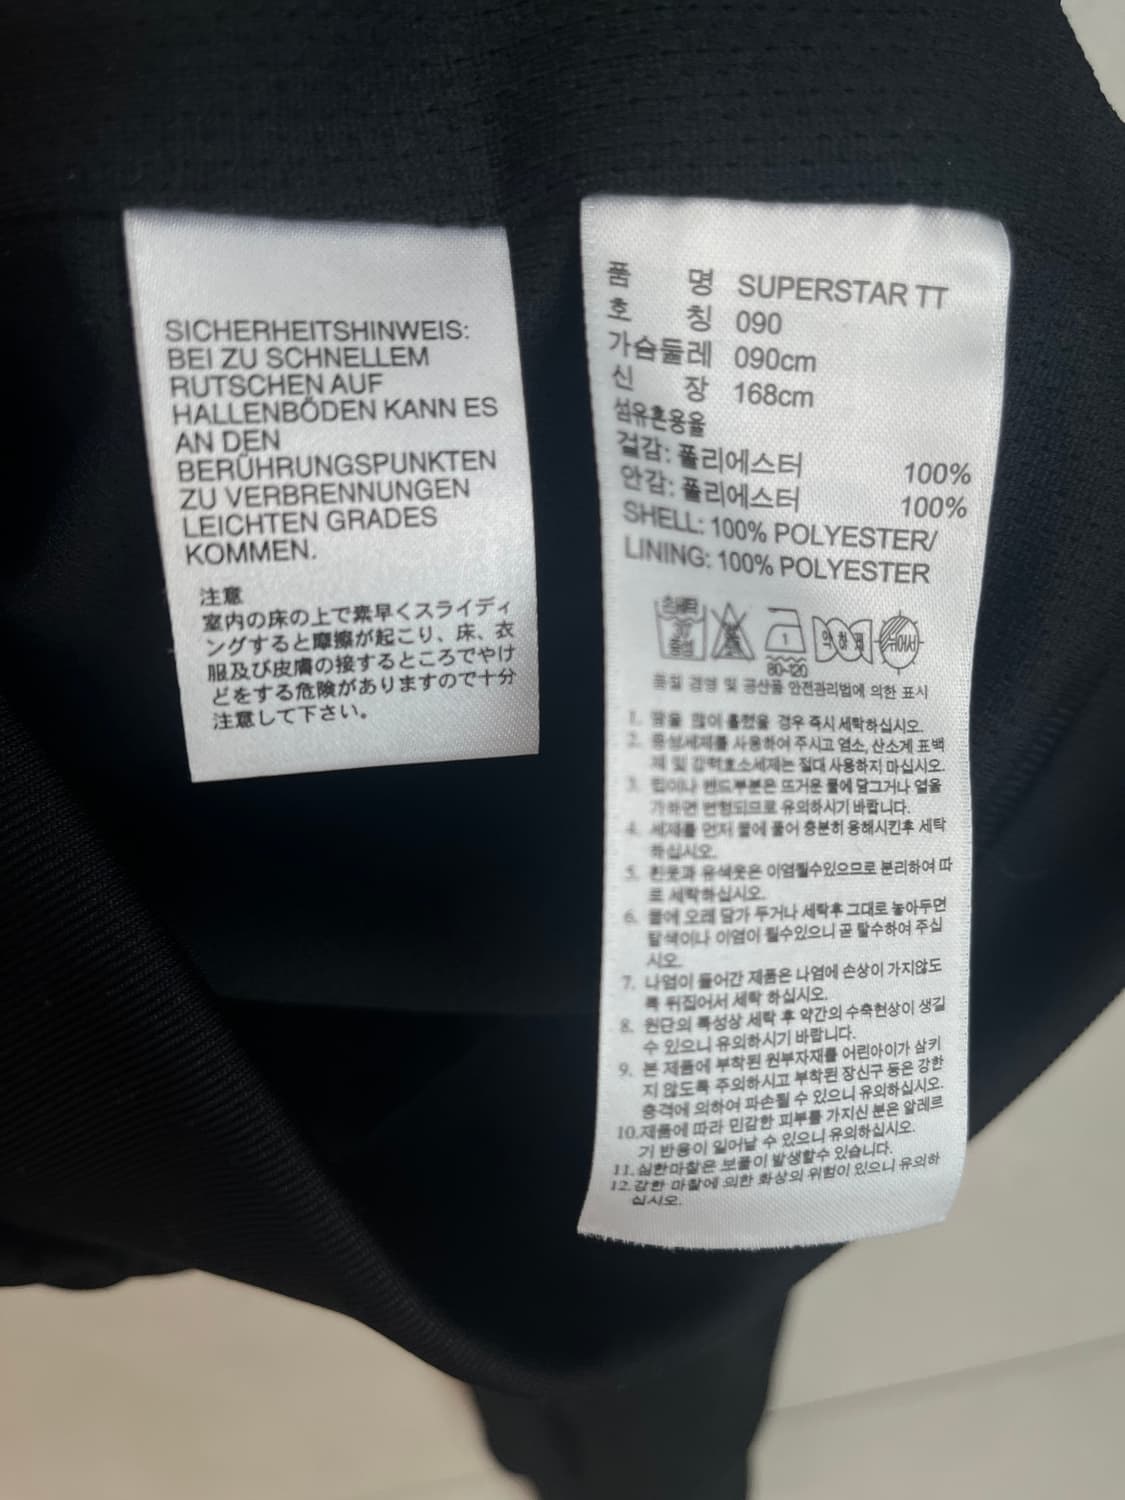 SICHERHEITSHINWEIS:
BEI ZU SCHNELLEM
RUTSCHEN AUF
HALLENBÖDEN KANN ES
AN DEN
BERÜHRUNGSPUNKTEN
ZU VERBRENNUNGEN
LEICHTEN GRADES
KOMMEN.
注意
室内の床の上で素早くスライディ
ングすると摩擦が起こり、床、衣
服及び皮膚の接するところでやけ
どをする危険がありますので十分
注意して下さい。
품 명 SUPERSTAR TT
호 칭 090
가슴둘레 090cm
신 장 168cm
섬유혼용율
겉감: 폴리에스터 100%
안감: 폴리에스터 100%
SHELL: 100% POLYESTER/
LINING: 100% POLYESTER
1
80-120
약 하 게
품질 경영 및 공산품 안전관리법에 의한 표시
1. 땀을 많이 흘렸을 경우 즉시 세탁하십시오.
2. 중성세제를 사용하여 주시고 염소, 산소계 표백
제 및 강력효소세제는 절대 사용하지 마십시오.
3. 립이나 밴드부분은 뜨거운 물에 담그거나 열을
가하면 변형되므로 유의하시기 바랍니다.
4. 세제를 먼저 물에 풀어 충분히 용해시킨후 세탁
하십시오.
5. 흰옷과 유색옷은 이염될수있으므로 분리하여 따
로 세탁하십시오.
6. 물에 오래 담가 두거나 세탁후 그대로 놓아두면
탈색이나 이염이 될수있으니 곧 탈수하여 주십
시오.
7. 나염이 들어간 제품은 나염에 손상이 가지않도
록 뒤집어서 세탁 하십시오.
8. 원단의 특성상 세탁 후 약간의 수축현상이 생길
수 있으니 유의하시기 바랍니다.
9. 본 제품에 부착된 원부자재를 어린아이가 삼키
지 않도록 주의하시고 부착된 장신구 등은 강한
충격에 의하여 파손될 수 있으니 유의하십시오.
10.제품에 따라 민감한 피부를 가지신 분은 알레르
기 반응이 일어날 수 있으니 유의하십시오.
11.심한마찰은 보풀이 발생할수 있습니다.
12.강한 마찰에 의한 화상의 위험이 있으니 유의하
십시오.